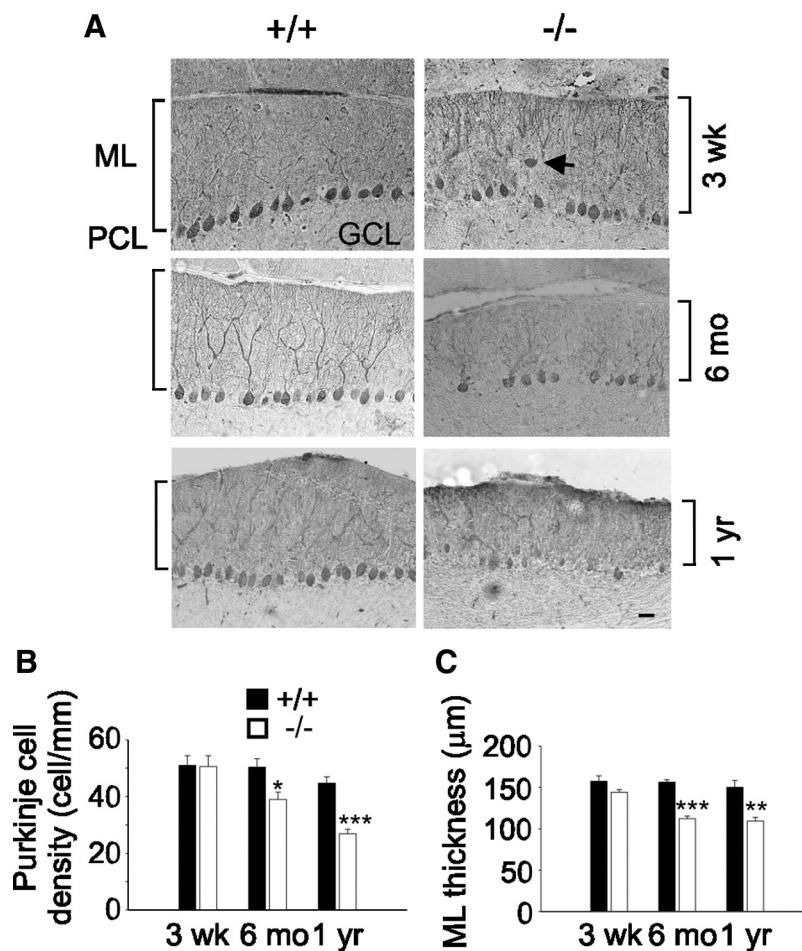 A
+/+
-/-
ML
PCL
GCL
3 wk
6 mo
1 yr
B
+/+
-/-
Purkinje cell
density (cell/mm)
60
40
20
0
*
***
3 wk 6 mo 1 yr
C
ML thickness (μm)
200
150
100
50
0
***
**
3 wk 6 mo 1 yr